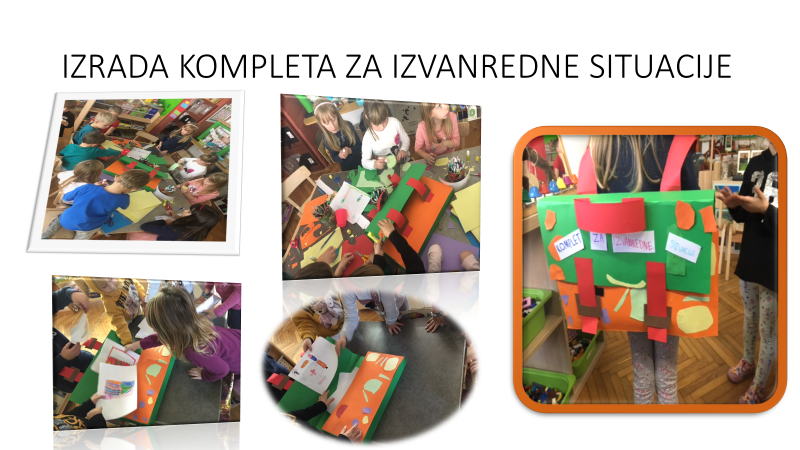 IZRADA KOMPLETA ZA IZVANREDNE SITUACIJE
KOMPLET ZA IZVANREDNE SITUACIJE